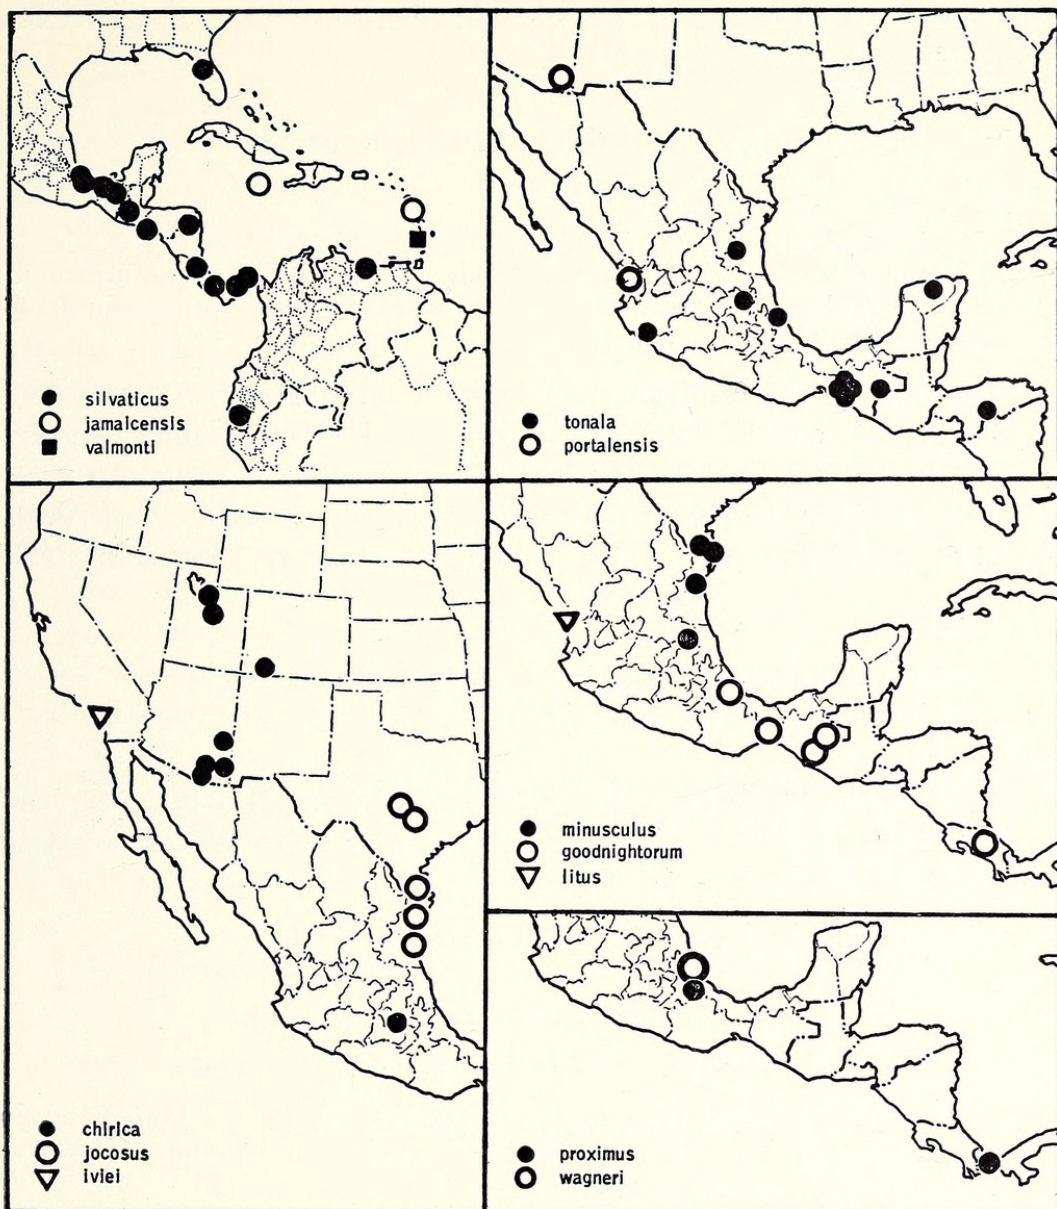 silvaticus
jamaicensis
valmonti
tonala
portalensis
chirica
jocosus
iviei
minusculus
goodnightorum
litus
proximus
wagneri